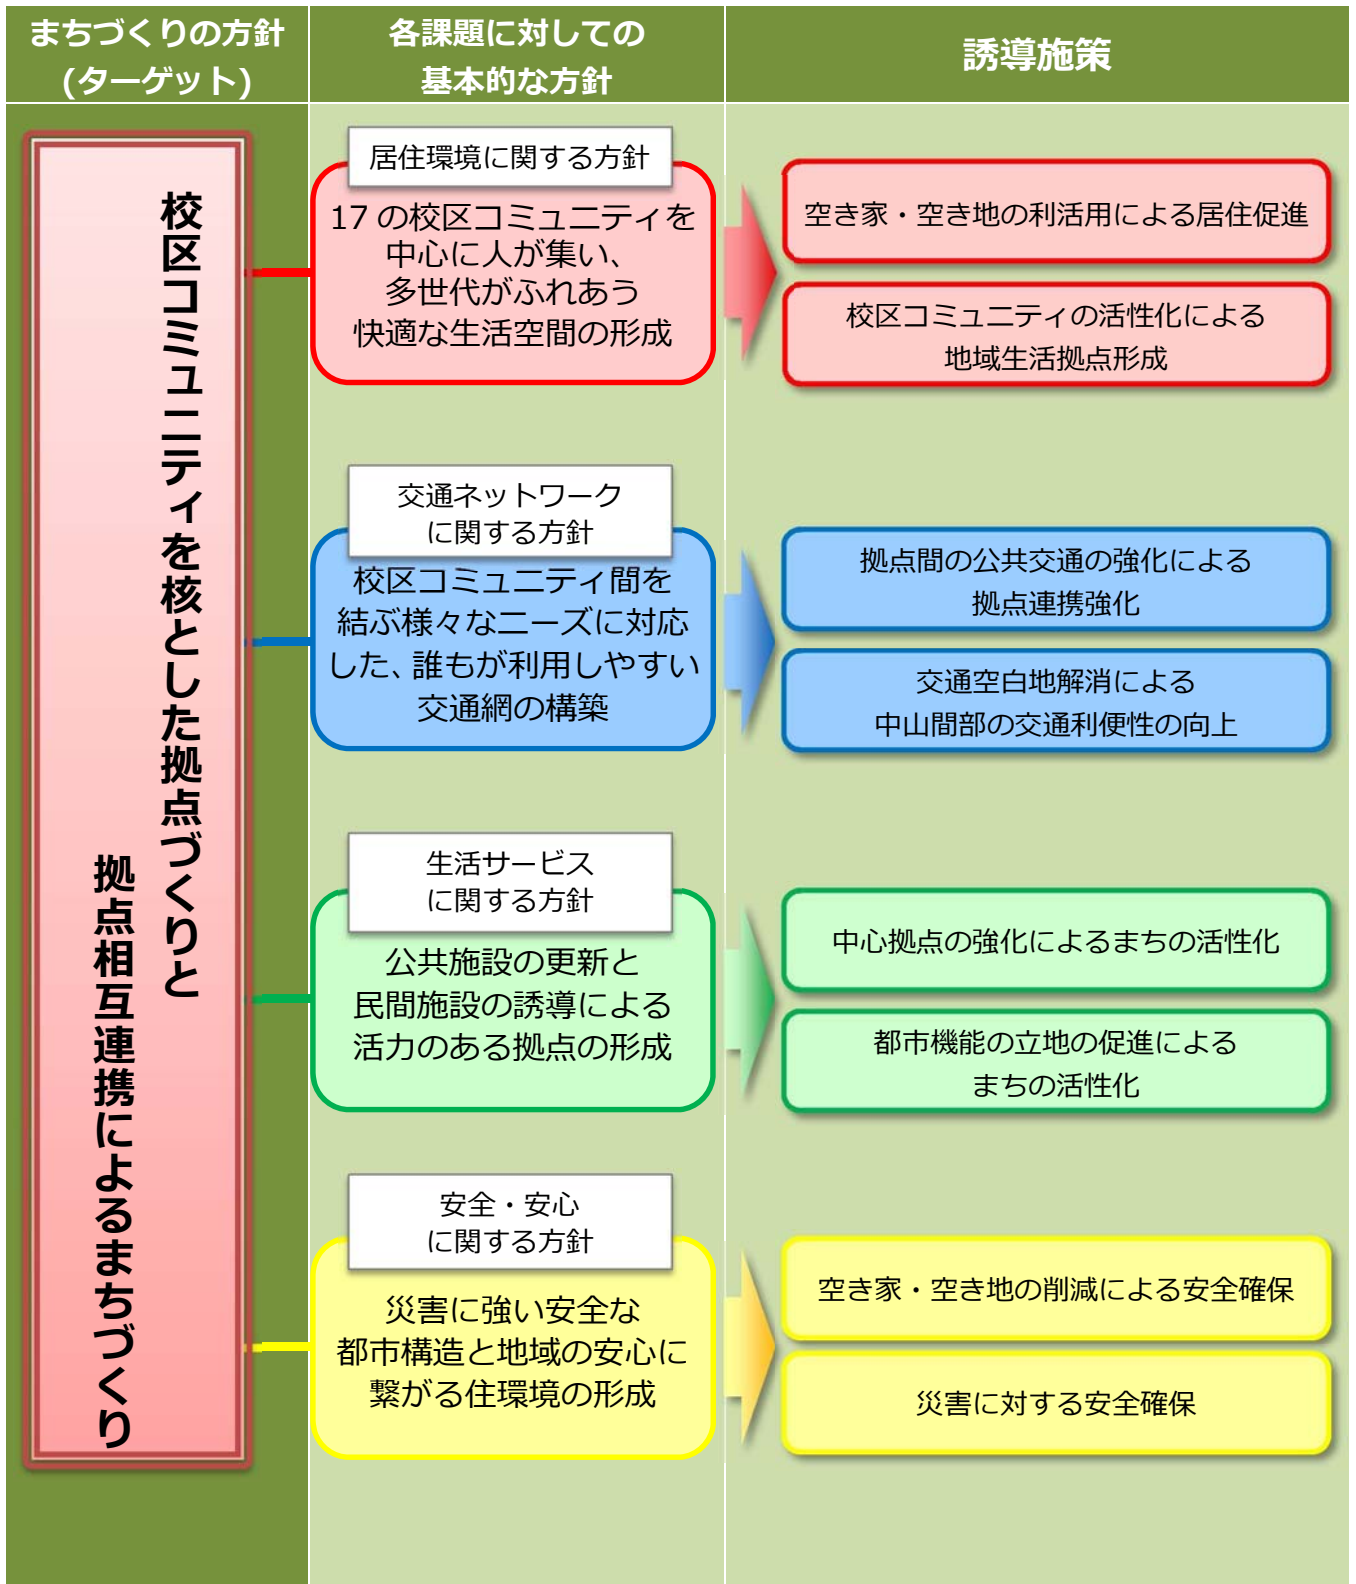 まちづくりの方針
(ターゲット)
各課題に対しての
基本的な方針
誘導施策
校区コミュニティを核とした拠点づくりと
拠点相互連携によるまちづくり
居住環境に関する方針
17 の校区コミュニティを
中心に人が集い、
多世代がふれあう
快適な生活空間の形成
空き家・空き地の利活用による居住促進
校区コミュニティの活性化による
地域生活拠点形成
交通ネットワーク
に関する方針
校区コミュニティ間を
結ぶ様々なニーズに対応
した、誰もが利用しやすい
交通網の構築
拠点間の公共交通の強化による
拠点連携強化
交通空白地解消による
中山間部の交通利便性の向上
生活サービス
に関する方針
公共施設の更新と
民間施設の誘導による
活力のある拠点の形成
中心拠点の強化によるまちの活性化
都市機能の立地の促進による
まちの活性化
安全・安心
に関する方針
災害に強い安全な
都市構造と地域の安心に
繋がる住環境の形成
空き家・空き地の削減による安全確保
災害に対する安全確保